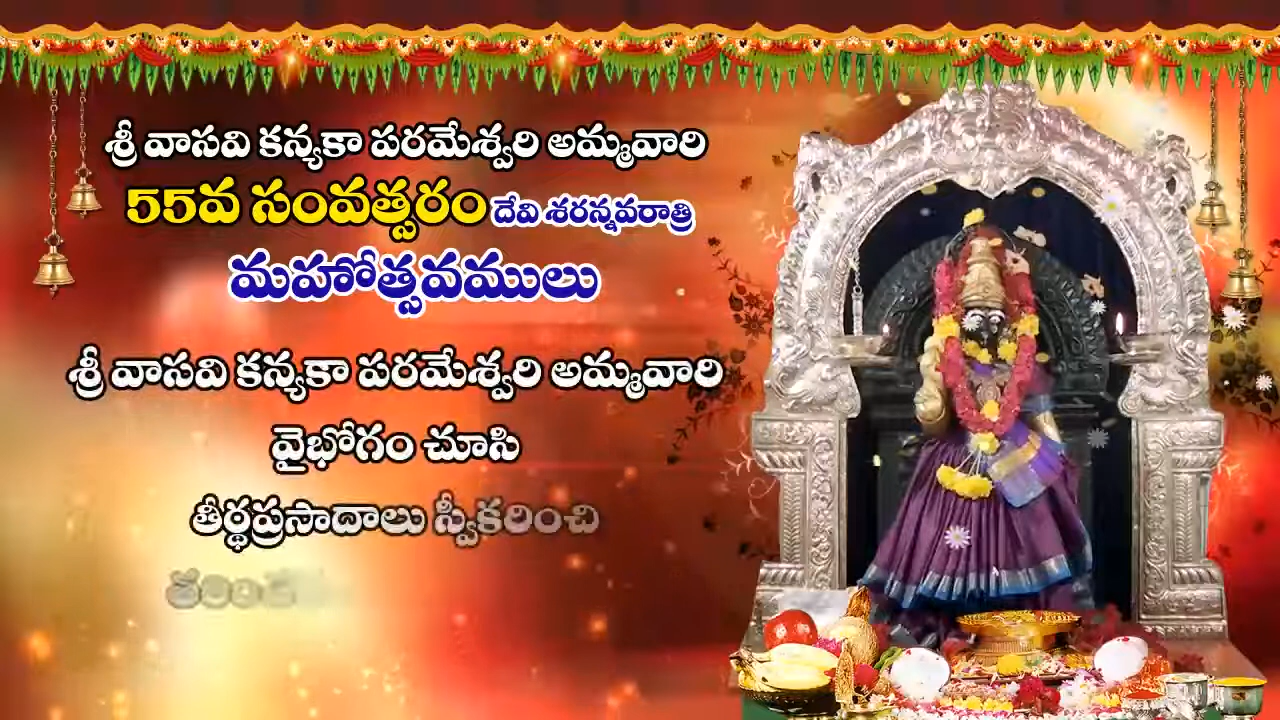 శ్రీ వాసవి కన్యకా పరమేశ్వరి అమ్మవారి
55వ సంవత్సరం దేవి శరన్నవరాత్రి
మహోత్సవములు
శ్రీ వాసవి కన్యకా పరమేశ్వరి అమ్మవారి
వైభోగం చూసి
తీర్థప్రసాదాలు స్వీకరించి